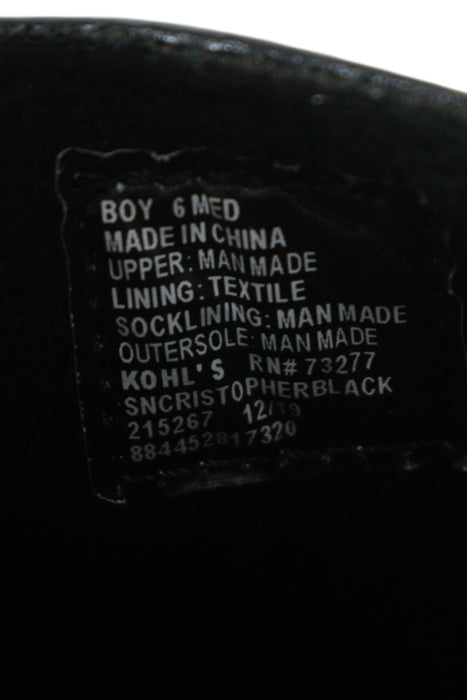 BOY 6 MED
MADE IN CHINA
UPPER: MAN MADE
LINING: TEXTILE
SOCKLINING: MAN MADE
OUTERSOLE: MAN MADE
KOHL'S RN# 73277
SNCRISTOPHERBLACK
215267 12/19
884452817320